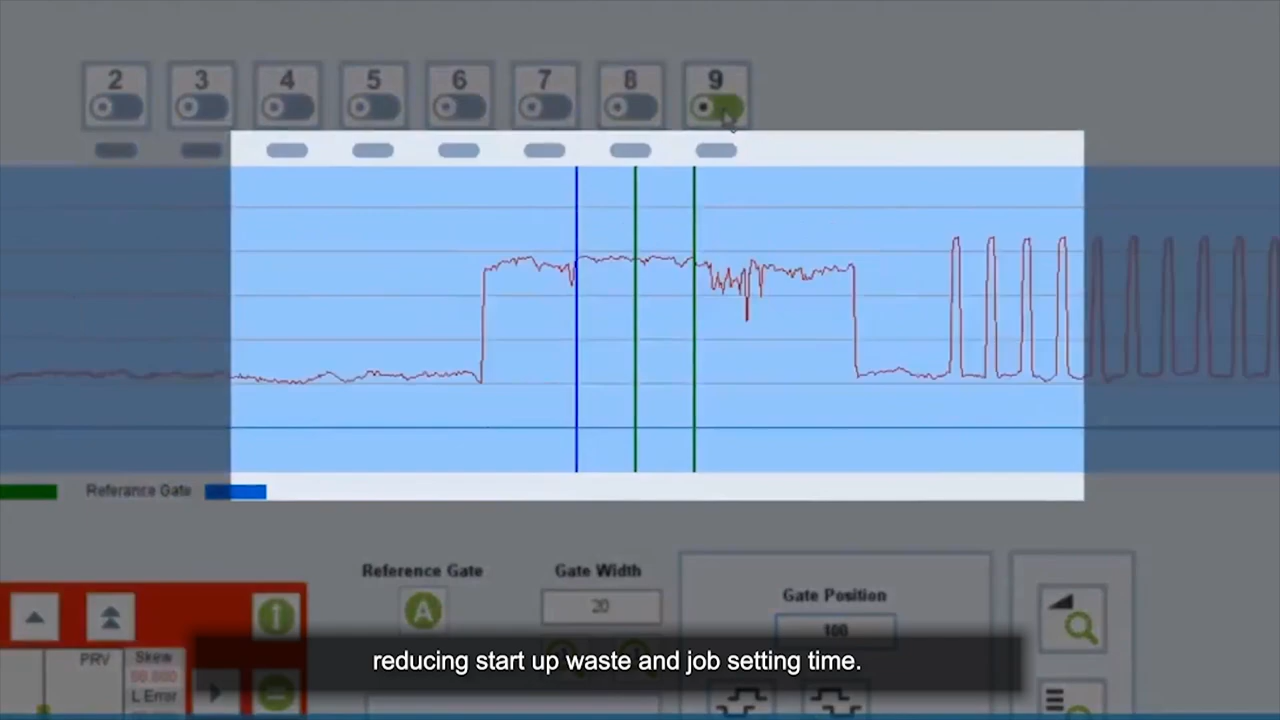 2 3 4 5 6 7 8 9
Referance Gate
Reference Gate
Gate Width
Gate Position
A
20
100
PRV
Skew
L Error
reducing start up waste and job setting time.